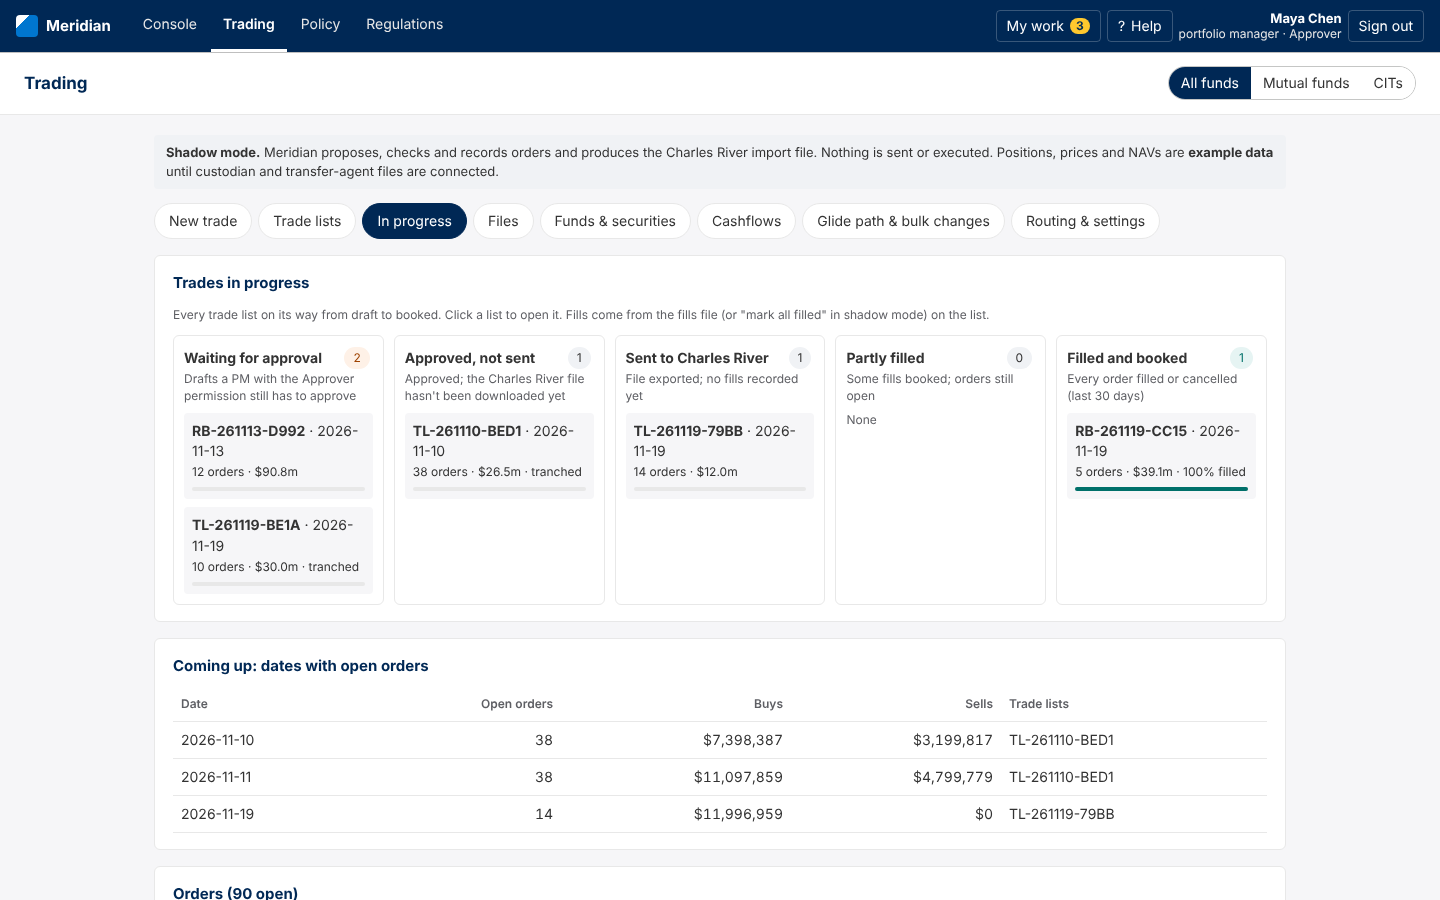 Meridian
Console
Trading
Policy
Regulations
My work 3
? Help
Maya Chen
portfolio manager · Approver
Sign out
Trading
All funds
Mutual funds
CITs
Shadow mode. Meridian proposes, checks and records orders and produces the Charles River import file. Nothing is sent or executed. Positions, prices and NAVs are example data
until custodian and transfer-agent files are connected.
New trade
Trade lists
In progress
Files
Funds & securities
Cashflows
Glide path & bulk changes
Routing & settings
Trades in progress
Every trade list on its way from draft to booked. Click a list to open it. Fills come from the fills file (or "mark all filled" in shadow mode) on the list.
Waiting for approval 2
Drafts a PM with the Approver
permission still has to approve
RB-261113-D992 · 2026-
11-13
12 orders · $90.8m
TL-261119-BE1A · 2026-
11-19
10 orders · $30.0m · tranched
Approved, not sent 1
Approved; the Charles River file
hasn't been downloaded yet
TL-261110-BED1 · 2026-
11-10
38 orders · $26.5m · tranched
Sent to Charles River 1
File exported; no fills recorded
yet
TL-261119-79BB · 2026-
11-19
14 orders · $12.0m
Partly filled 0
Some fills booked; orders still
open
None
Filled and booked 1
Every order filled or cancelled
(last 30 days)
RB-261119-CC15 · 2026-
11-19
5 orders · $39.1m · 100% filled
Coming up: dates with open orders
Date Open orders Buys Sells Trade lists
2026-11-10 38 $7,398,387 $3,199,817 TL-261110-BED1
2026-11-11 38 $11,097,859 $4,799,779 TL-261110-BED1
2026-11-19 14 $11,996,959 $0 TL-261119-79BB
Orders (90 open)